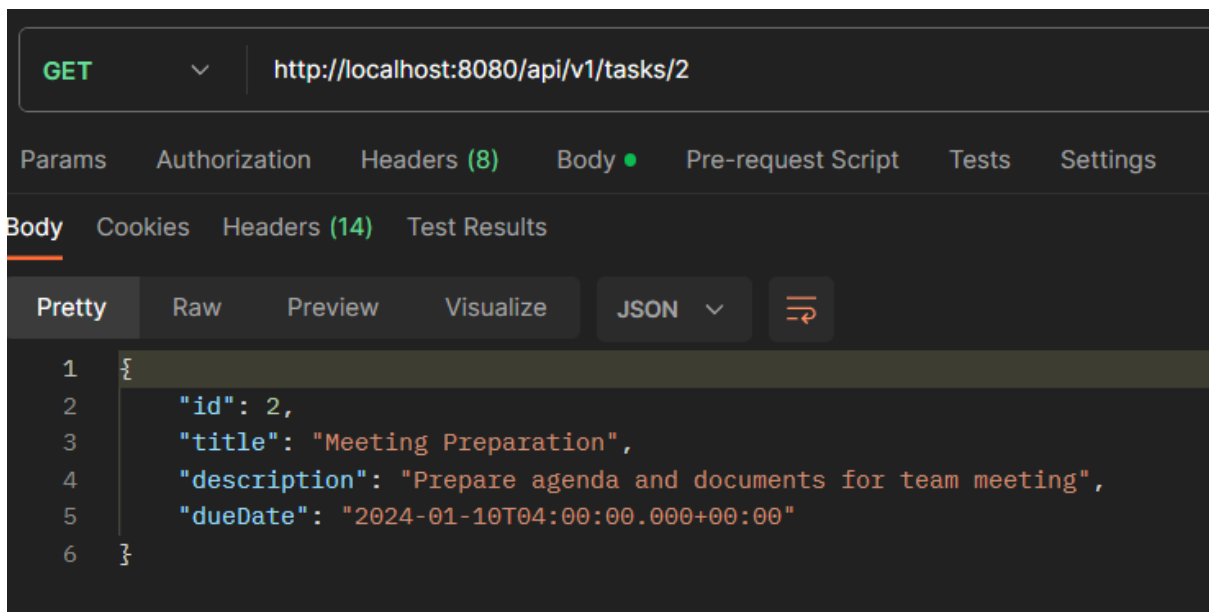 GET http://localhost:8080/api/v1/tasks/2
Params Authorization Headers (8) Body Pre-request Script Tests Settings
Body Cookies Headers (14) Test Results
Pretty Raw Preview Visualize JSON
1 {
2 "id": 2,
3 "title": "Meeting Preparation",
4 "description": "Prepare agenda and documents for team meeting",
5 "dueDate": "2024-01-10T04:00:00.000+00:00"
6 }